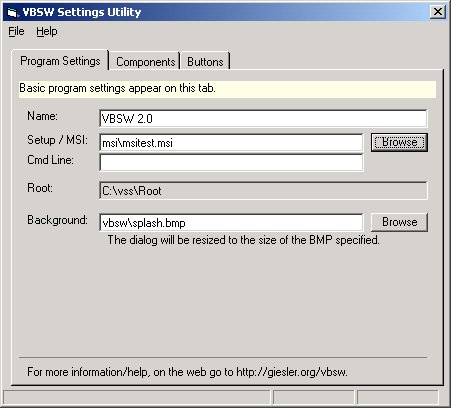 VBSW Settings Utility
File Help
Program Settings Components Buttons
Basic program settings appear on this tab.
Name: VBSW 2.0
Setup / MSI: msi\msitest.msi Browse
Cmd Line:
Root: C:\vss\Root
Background: vbsw\splash.bmp Browse
The dialog will be resized to the size of the BMP specified.
For more information/help, on the web go to http://giesler.org/vbsw.